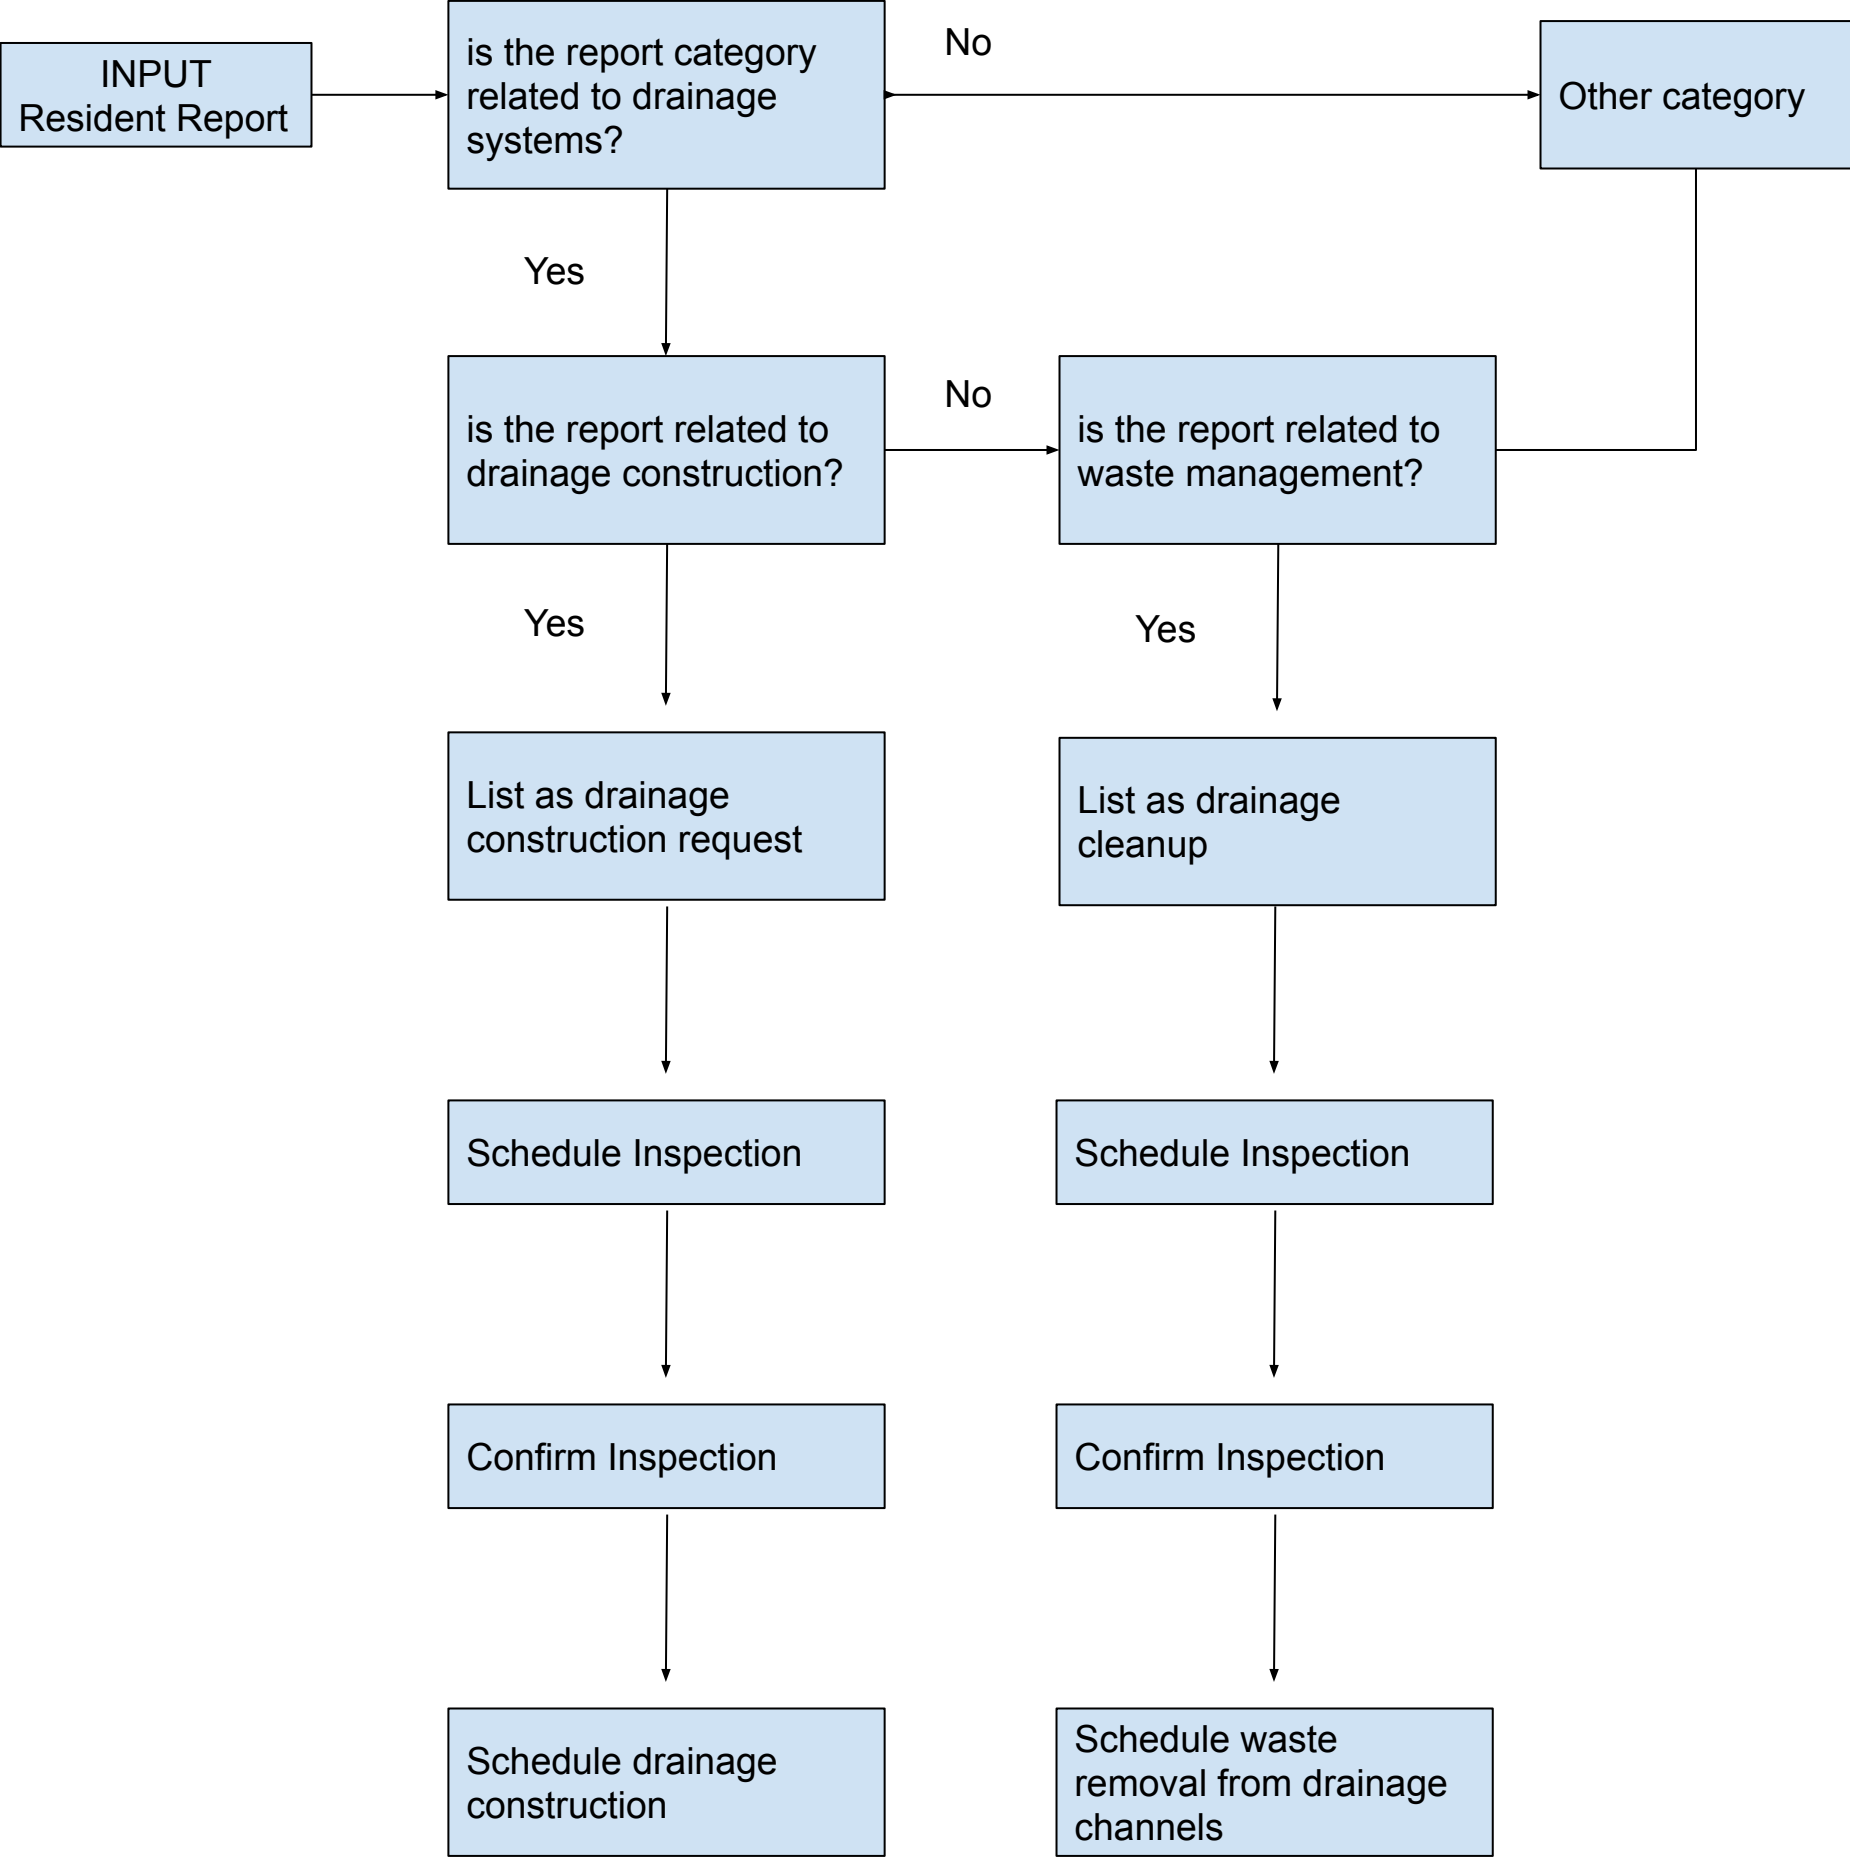 INPUT
Resident Report
is the report category
related to drainage
systems?
No
Other category
Yes
is the report related to
drainage construction?
No
is the report related to
waste management?
Yes
Yes
List as drainage
construction request
List as drainage
cleanup
Schedule Inspection
Schedule Inspection
Confirm Inspection
Confirm Inspection
Schedule drainage
construction
Schedule waste
removal from drainage
channels